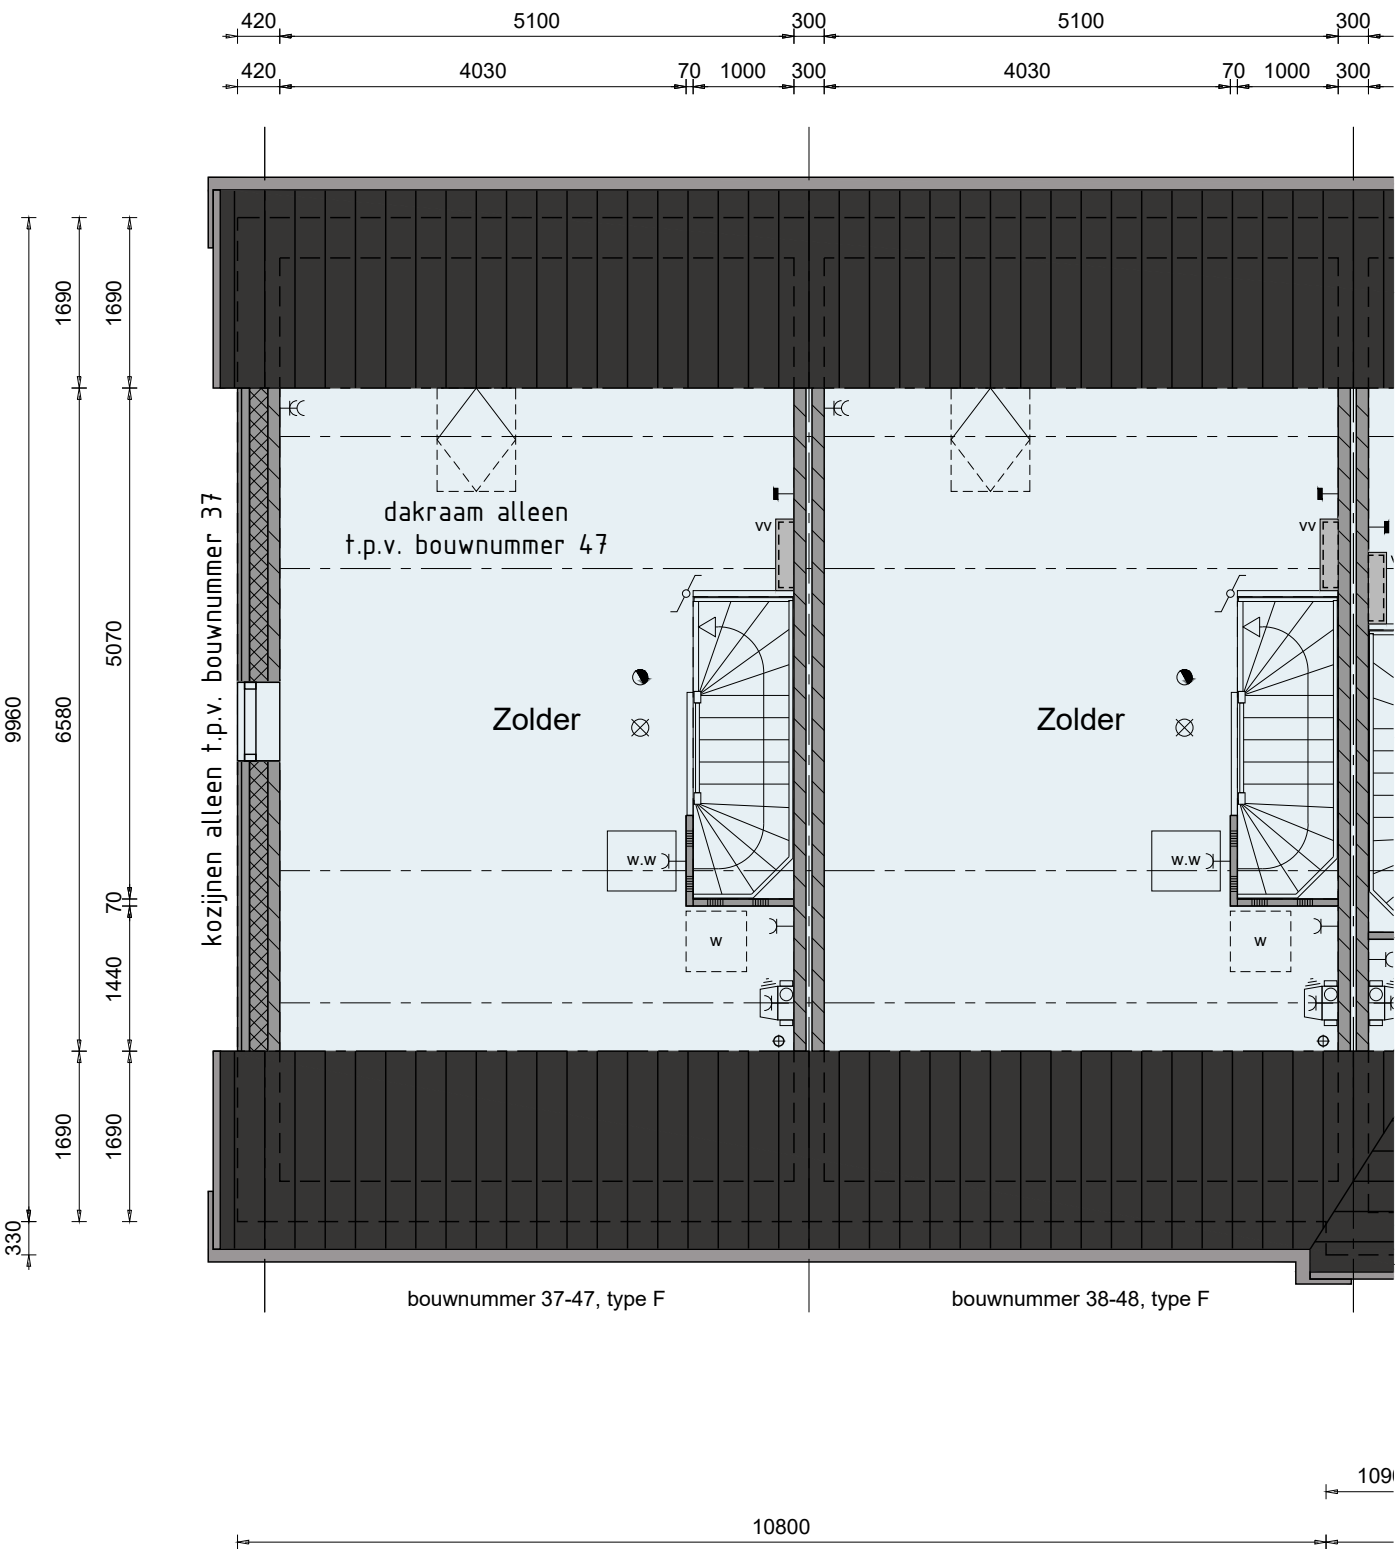 420 5100 300 5100 300
420 4030 70 1000 300 4030 70 1000 300
1690 1690
9960 6580 5070
70
1440
1690 1690
330
kozijnen alleen t.p.v. bouwnummer 37
dakraam alleen
t.p.v. bouwnummer 47
vv vv
Zolder Zolder
w.w w.w
w w
bouwnummer 37-47, type F bouwnummer 38-48, type F
10800